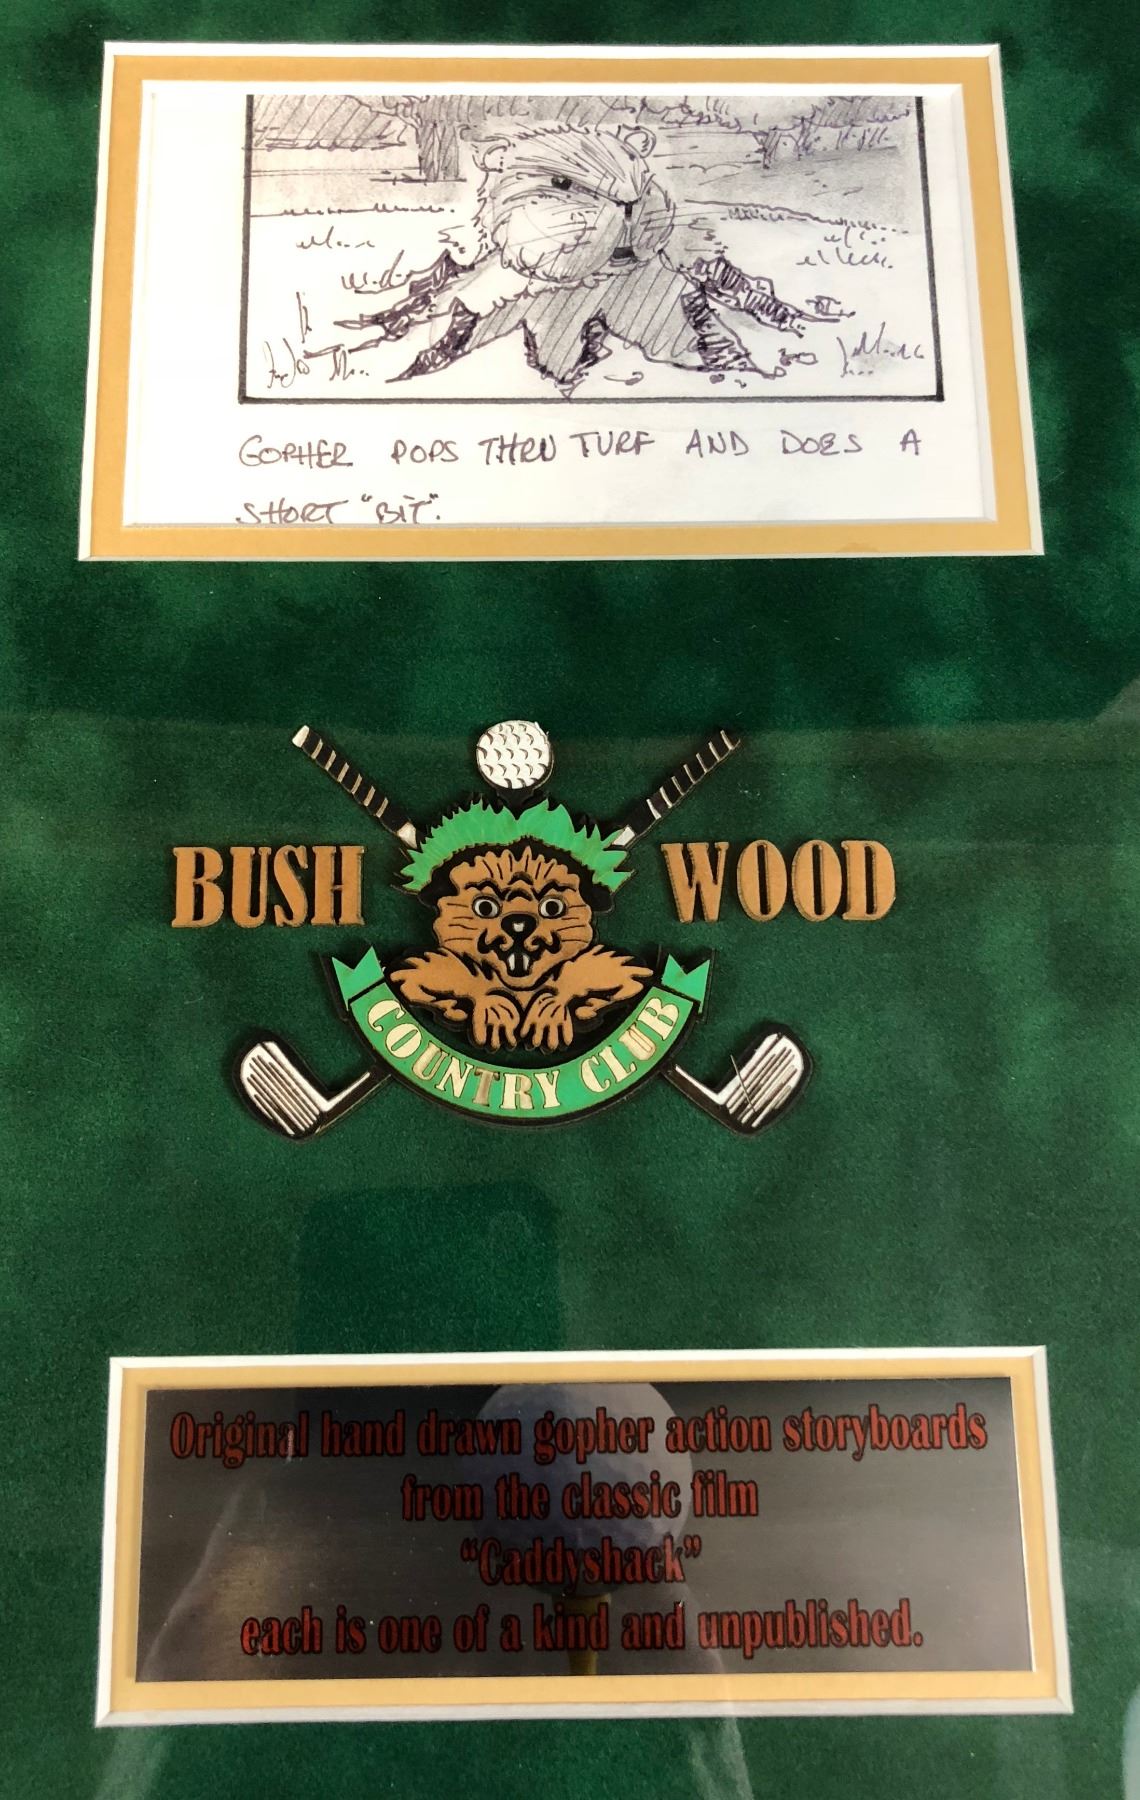 GOPHER POPS THRU TURF AND DOES A
SHORT "BIT".
BUSH WOOD
COUNTRY CLUB
Original hand drawn gopher action storyboards
from the classic film
"Caddyshack"
each is one of a kind and unpublished.